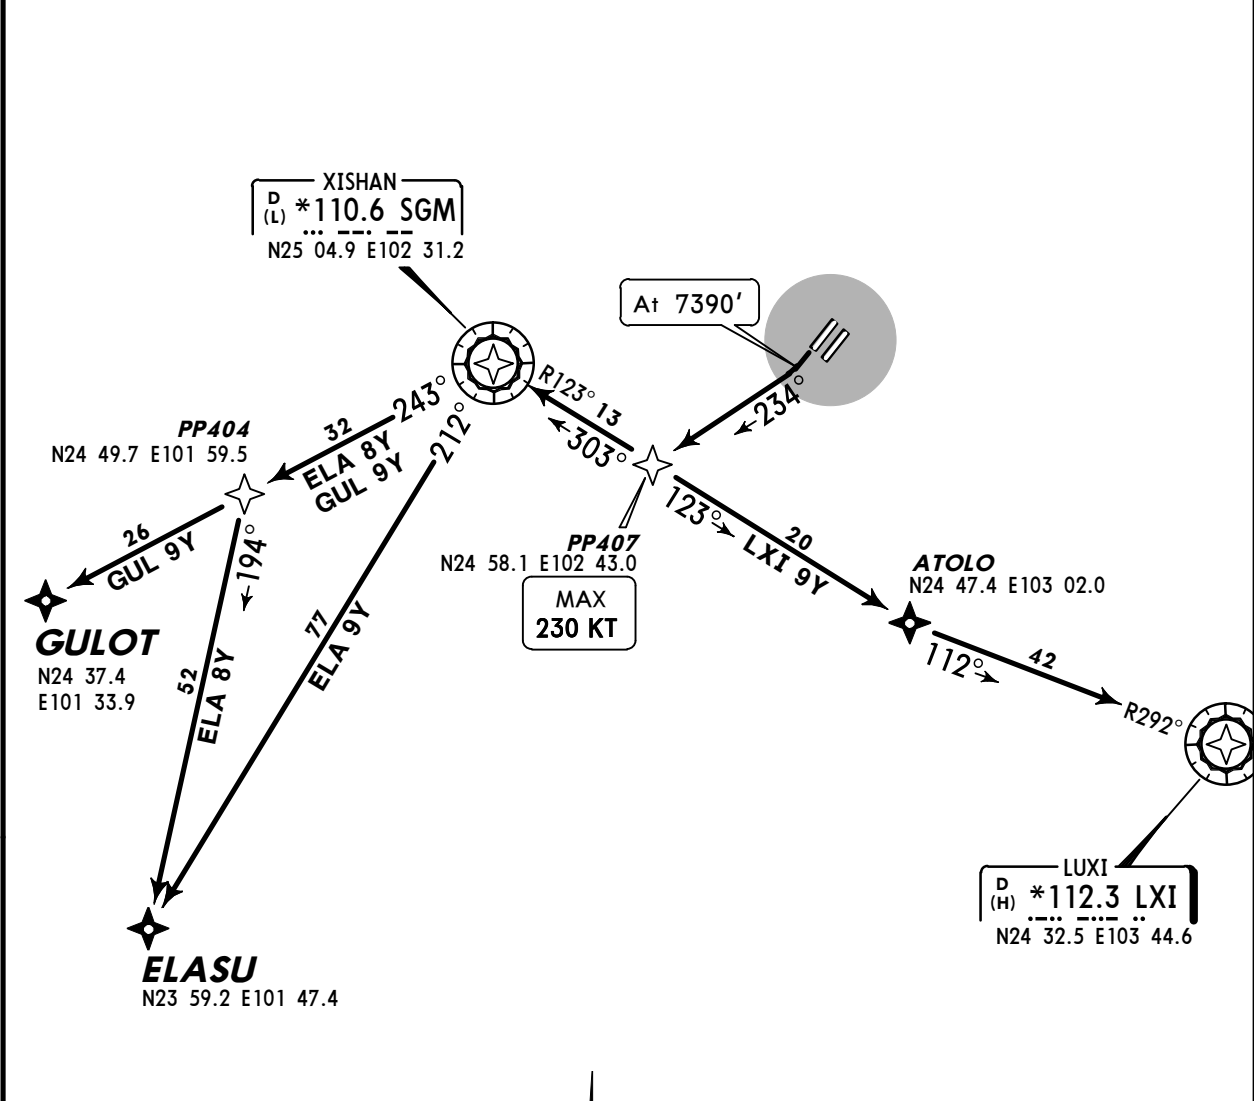 XISHAN
D
(L) *110.6 SGM
N25 04.9 E102 31.2
At 7390'
R123° 13
234°
303°
243°
212°
32
ELA 8Y
GUL 9Y
PP404
N24 49.7 E101 59.5
26
GUL 9Y
194°
PP407
N24 58.1 E102 43.0
MAX
230 KT
123°
20
LXI 9Y
ATOLO
N24 47.4 E103 02.0
112°
42
R292°
GULOT
N24 37.4
E101 33.9
52
ELA 8Y
77
ELA 9Y
LUXI
D
(H) *112.3 LXI
N24 32.5 E103 44.6
ELASU
N23 59.2 E101 47.4